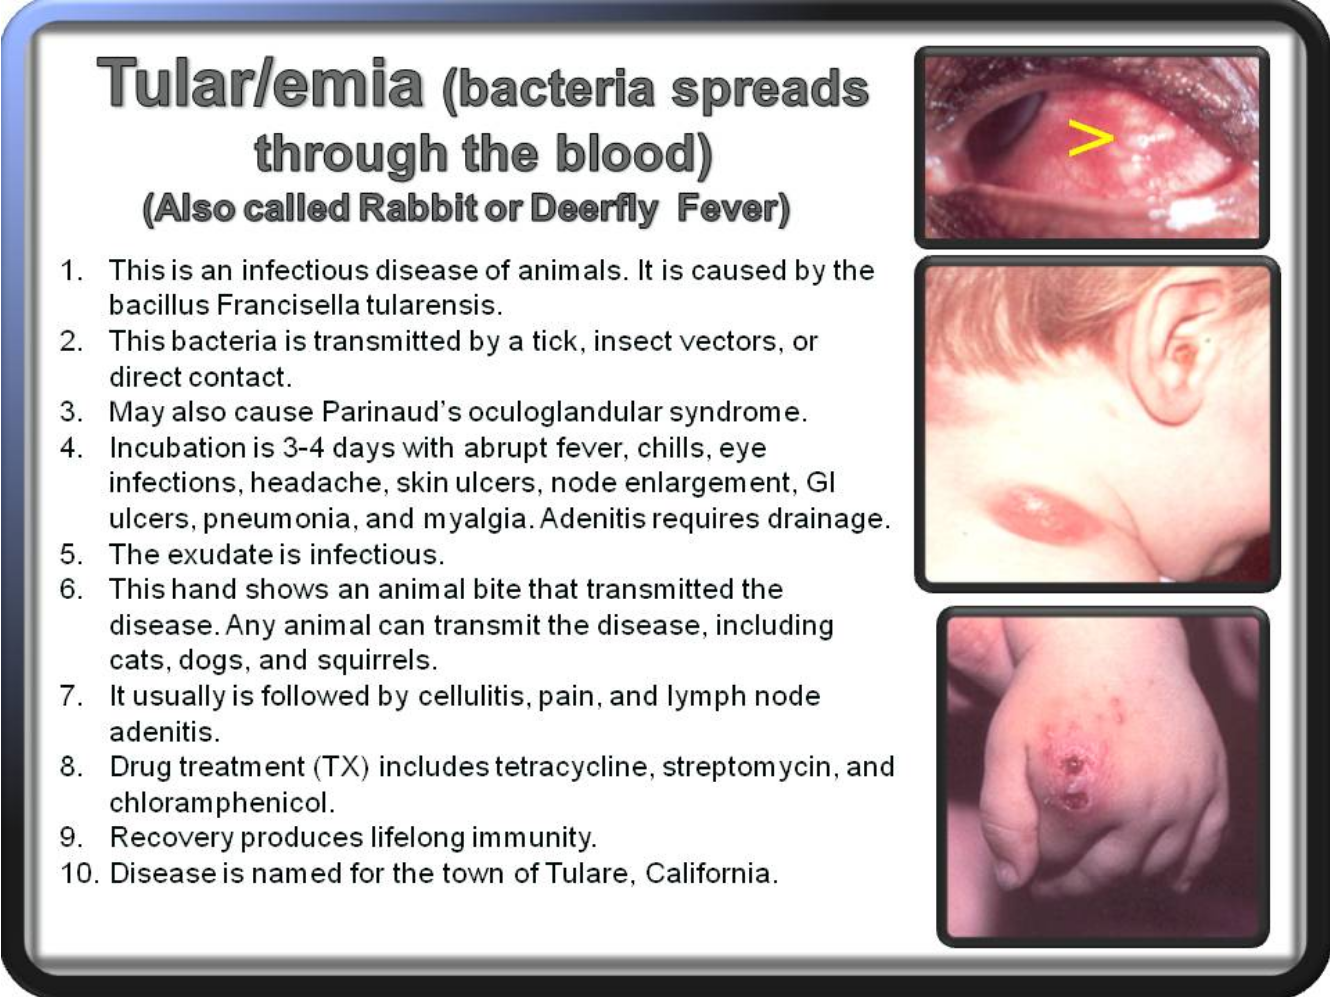 Tular/emia (bacteria spreads
through the blood)
(Also called Rabbit or Deerfly Fever)
>
1. This is an infectious disease of animals. It is caused by the
bacillus Francisella tularensis.
2. This bacteria is transmitted by a tick, insect vectors, or
direct contact.
3. May also cause Parinaud’s oculoglandular syndrome.
4. Incubation is 3-4 days with abrupt fever, chills, eye
infections, headache, skin ulcers, node enlargement, GI
ulcers, pneumonia, and myalgia. Adenitis requires drainage.
5. The exudate is infectious.
6. This hand shows an animal bite that transmitted the
disease. Any animal can transmit the disease, including
cats, dogs, and squirrels.
7. It usually is followed by cellulitis, pain, and lymph node
adenitis.
8. Drug treatment (TX) includes tetracycline, streptomycin, and
chloramphenicol.
9. Recovery produces lifelong immunity.
10. Disease is named for the town of Tulare, California.